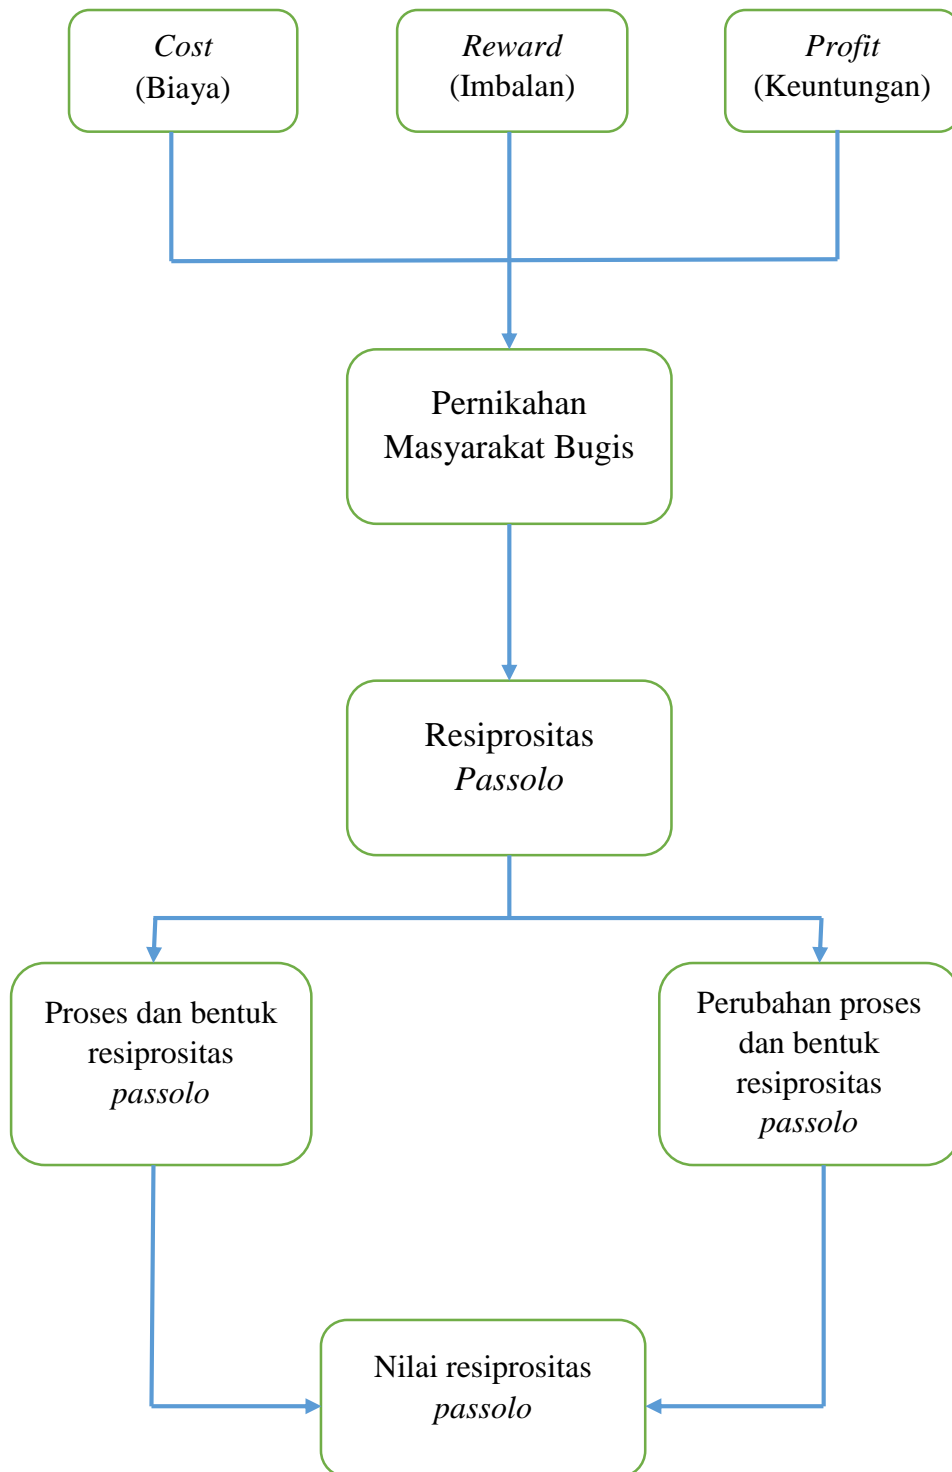 Cost
(Biaya)
Reward
(Imbalan)
Profit
(Keuntungan)
Pernikahan
Masyarakat Bugis
Resiprositas
Passolo
Proses dan bentuk
resiprositas
passolo
Perubahan proses
dan bentuk
resiprositas
passolo
Nilai resiprositas
passolo